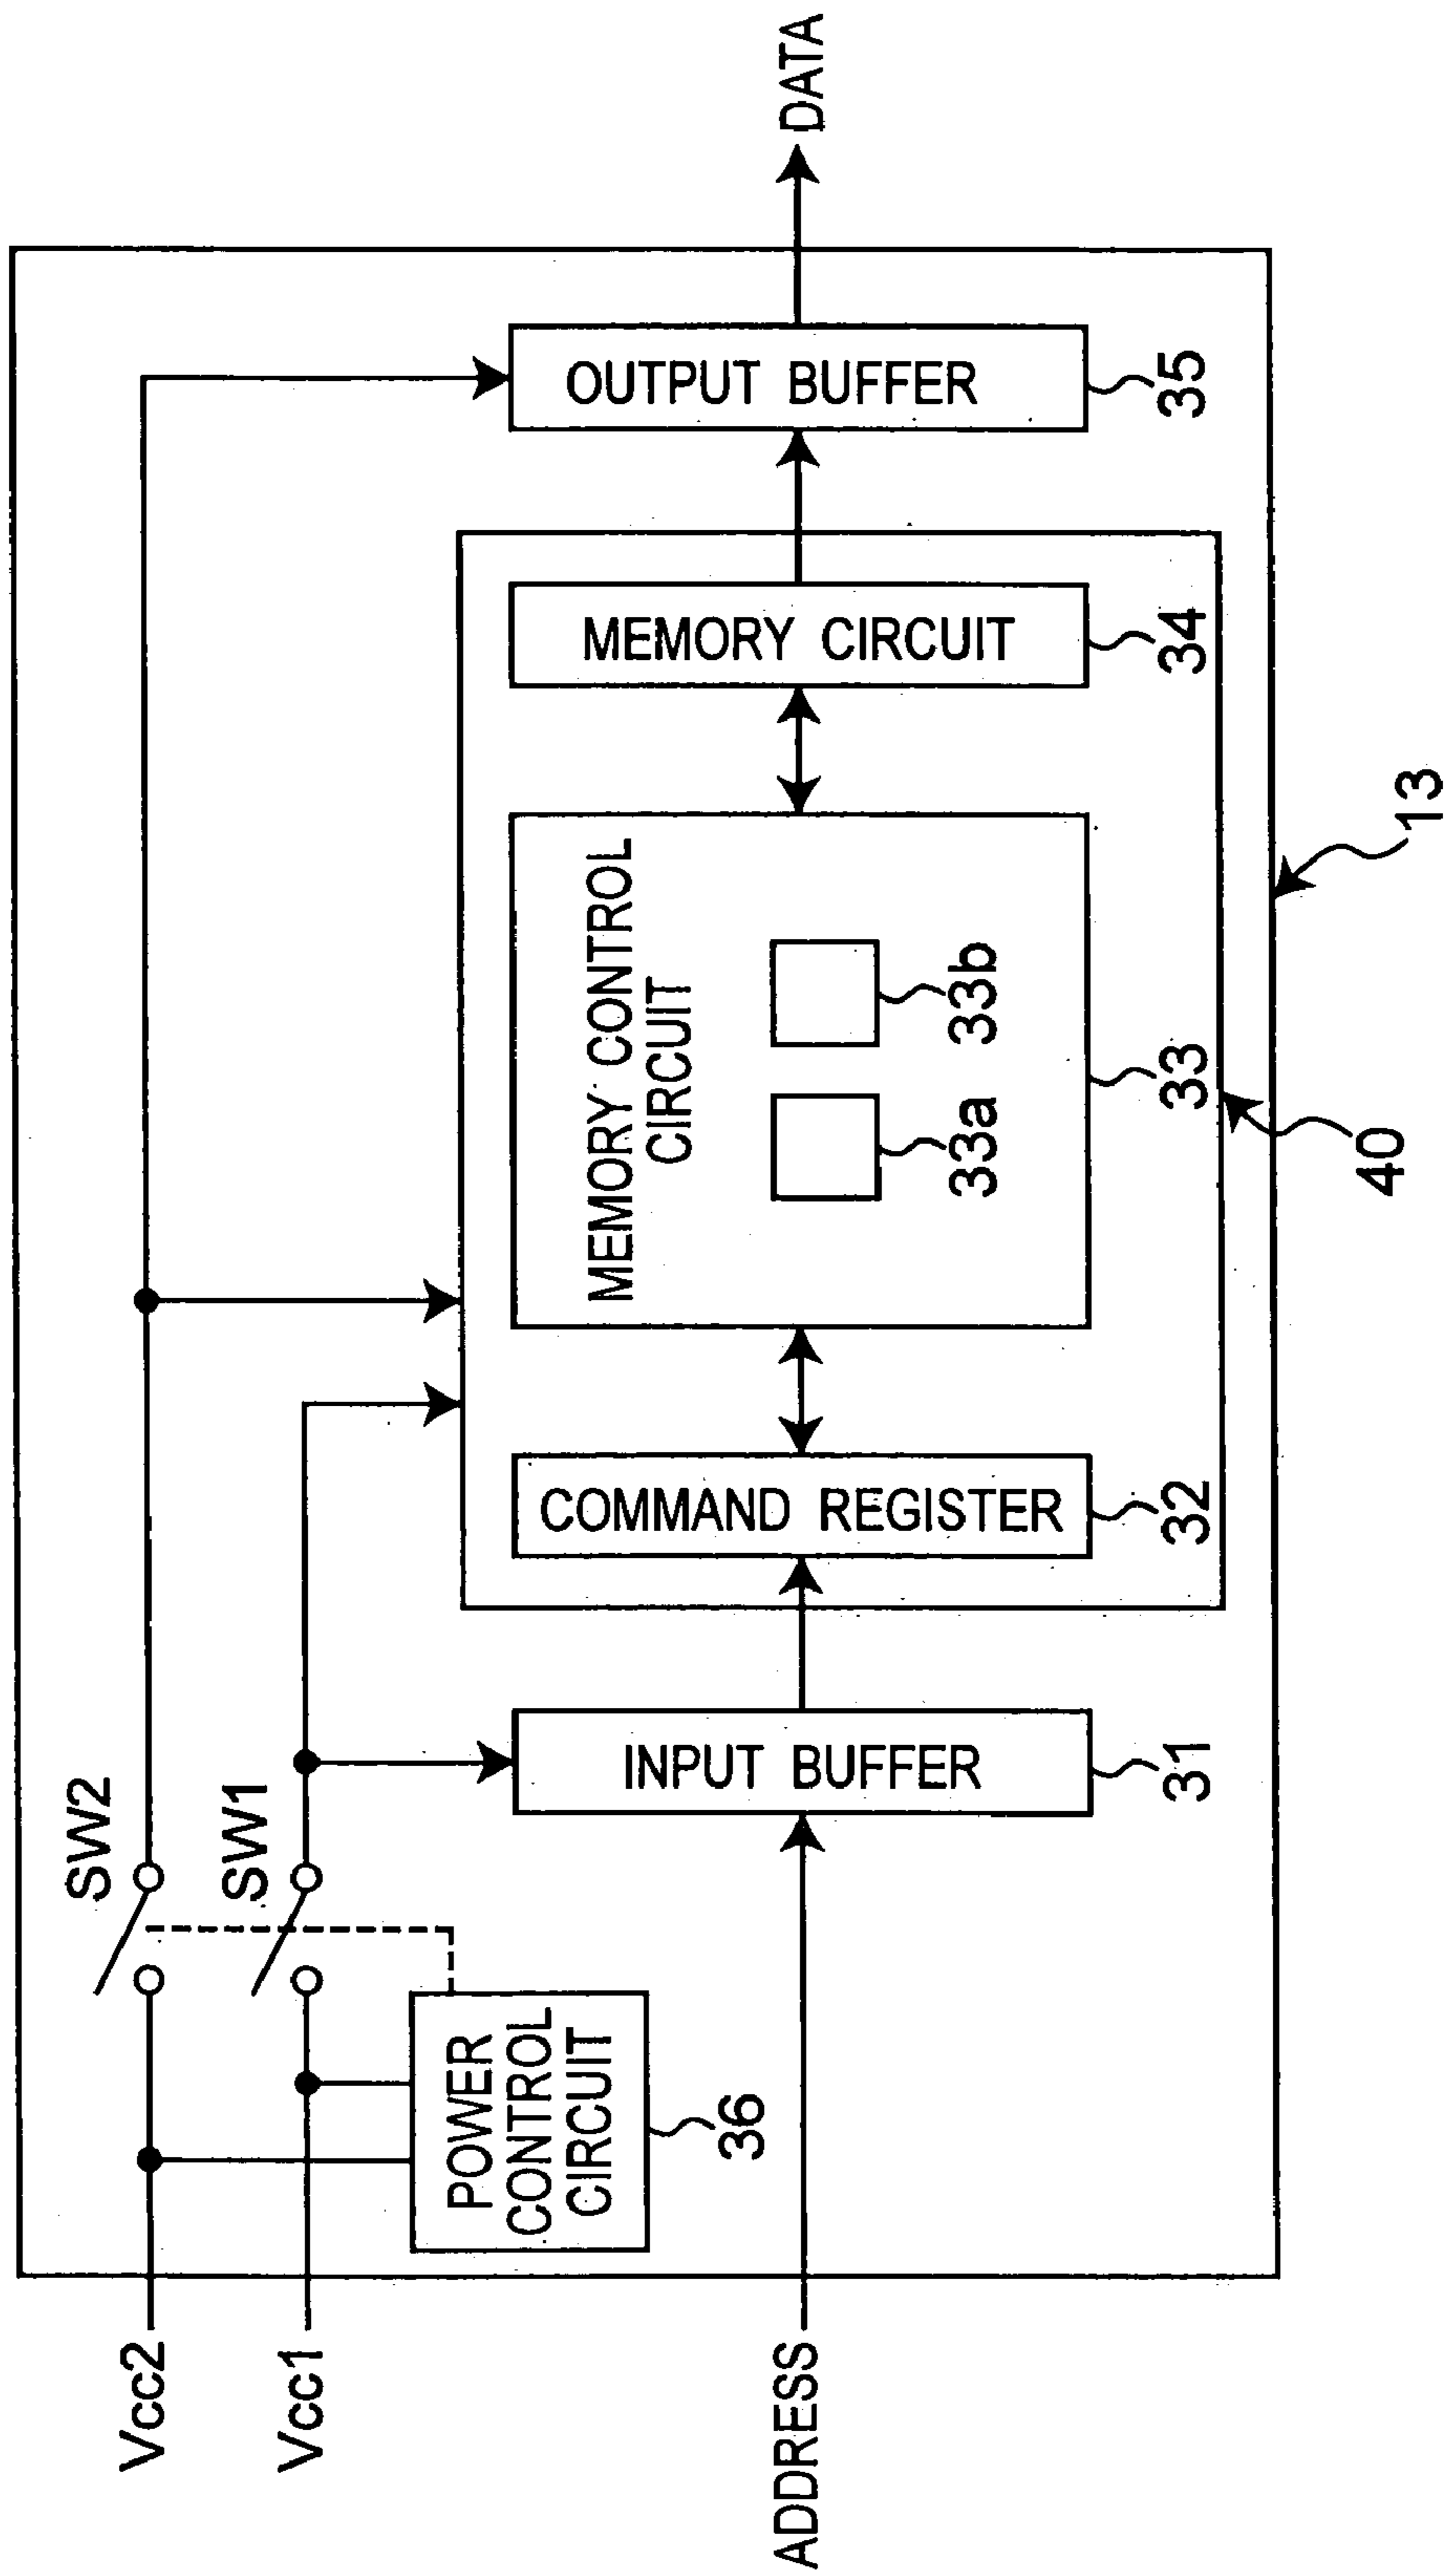 Vcc2
SW2
Vcc1
SW1
POWER
CONTROL
CIRCUIT
36
ADDRESS
INPUT BUFFER
31
COMMAND REGISTER
32
MEMORY CONTROL
CIRCUIT
33a
33b
33
MEMORY CIRCUIT
34
OUTPUT BUFFER
35
DATA
40
13